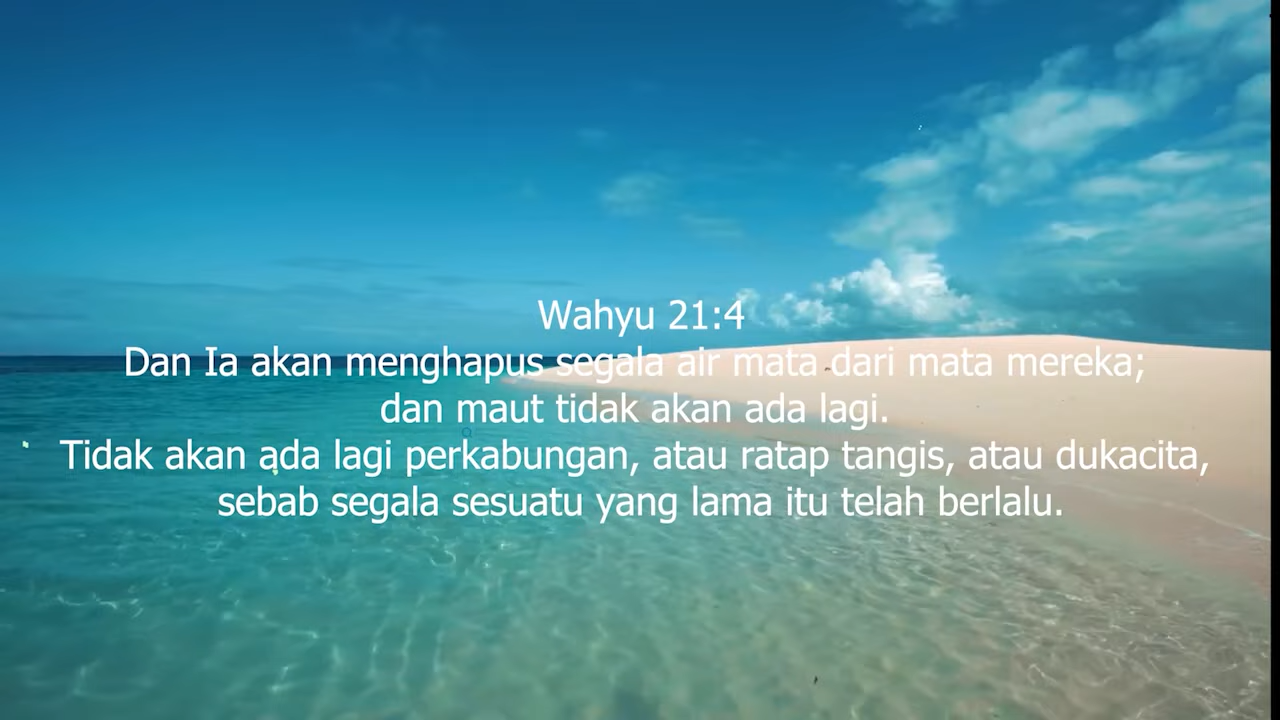 Wahyu 21:4
Dan Ia akan menghapus segala air mata dari mata mereka;
dan maut tidak akan ada lagi.
Tidak akan ada lagi perkabungan, atau ratap tangis, atau dukacita,
sebab segala sesuatu yang lama itu telah berlalu.